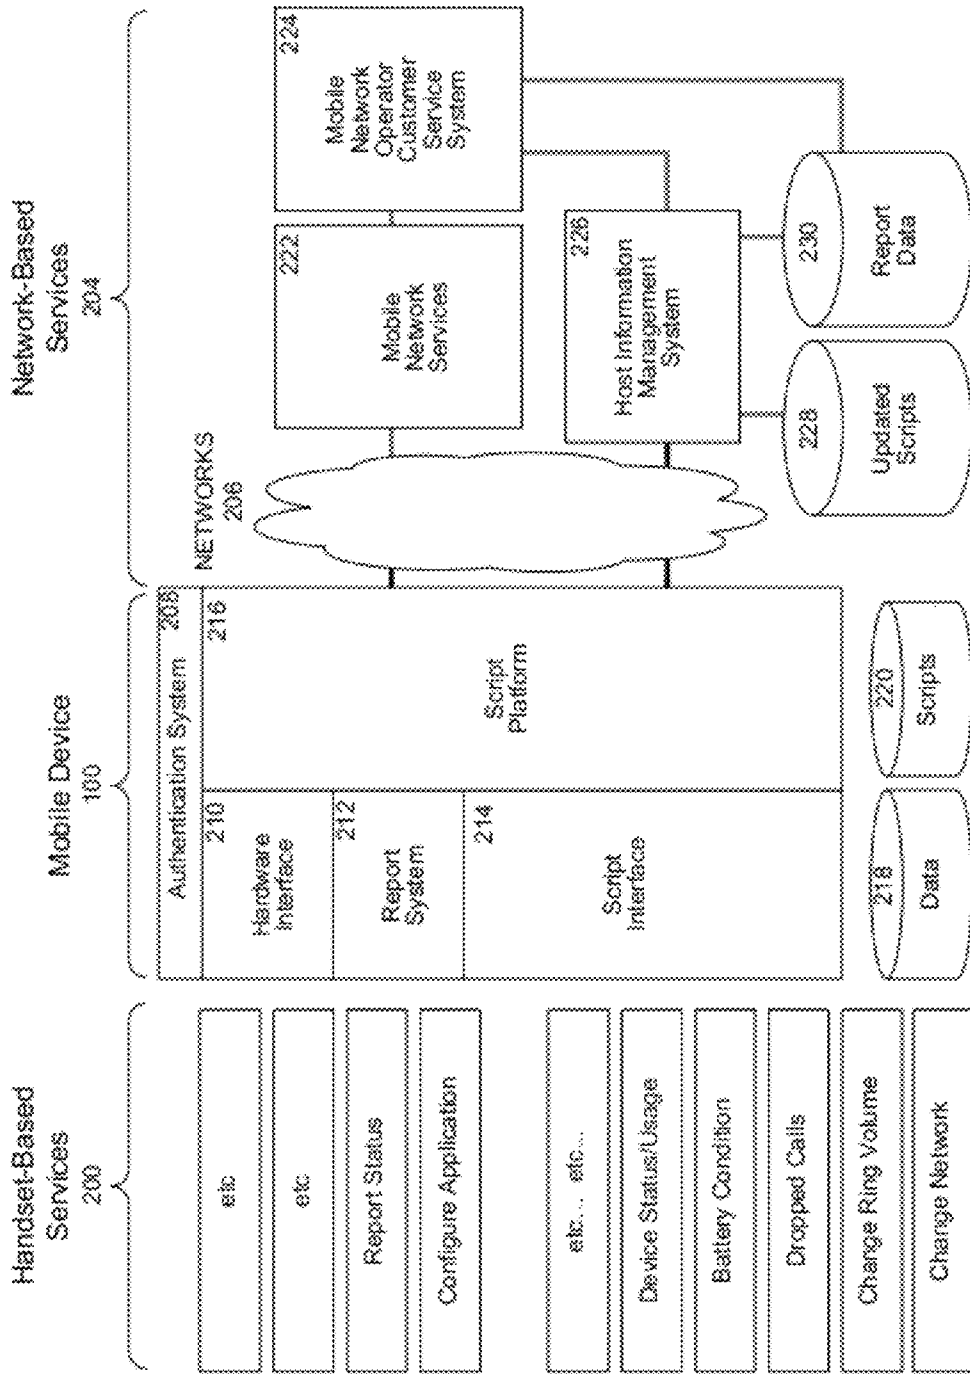 Handset-Based
Services
200
Mobile Device
100
Network-Based
Services
204
etc
etc
Report Status
Configure Application
etc... etc...
Device Status/Usage
Battery Condition
Dropped Calls
Change Ring Volume
Change Network
Authentication System
208
Hardware
Interface
210
Report
System
212
Script
Interface
214
Script
Platform
216
218
Data
220
Scripts
NETWORKS
206
Mobile
Network
Services
222
Mobile
Network
Operator
Customer
Service
System
224
Host Information
Management
System
226
228
Updated
Scripts
230
Report
Data